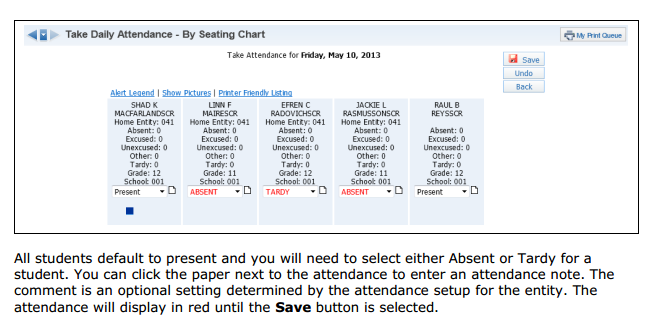 Take Daily Attendance - By Seating Chart
My Print Queue
Take Attendance for Friday, May 10, 2013
Save
Undo
Back
Alert Legend | Show Pictures | Printer Friendly Listing
SHAD K
MACFARLANDSCR
Home Entity: 041
Absent: 0
Excused: 0
Unexcused: 0
Other: 0
Tardy: 0
Grade: 12
School: 001
Present
LINN F
MAIRESCR
Home Entity: 041
Absent: 0
Excused: 0
Unexcused: 0
Other: 0
Tardy: 0
Grade: 11
School: 001
ABSENT
EFREN C
RADOVICHSCR
Home Entity: 041
Absent: 0
Excused: 0
Unexcused: 0
Other: 0
Tardy: 0
Grade: 12
School: 001
TARDY
JACKIE L
RASMUSSONSCR
Home Entity: 041
Absent: 0
Excused: 0
Unexcused: 0
Other: 0
Tardy: 0
Grade: 11
School: 001
ABSENT
RAUL B
REYSSCR
Absent: 0
Excused: 0
Unexcused: 0
Other: 0
Tardy: 0
Grade: 12
School: 001
Present
All students default to present and you will need to select either Absent or Tardy for a
student. You can click the paper next to the attendance to enter an attendance note. The
comment is an optional setting determined by the attendance setup for the entity. The
attendance will display in red until the Save button is selected.